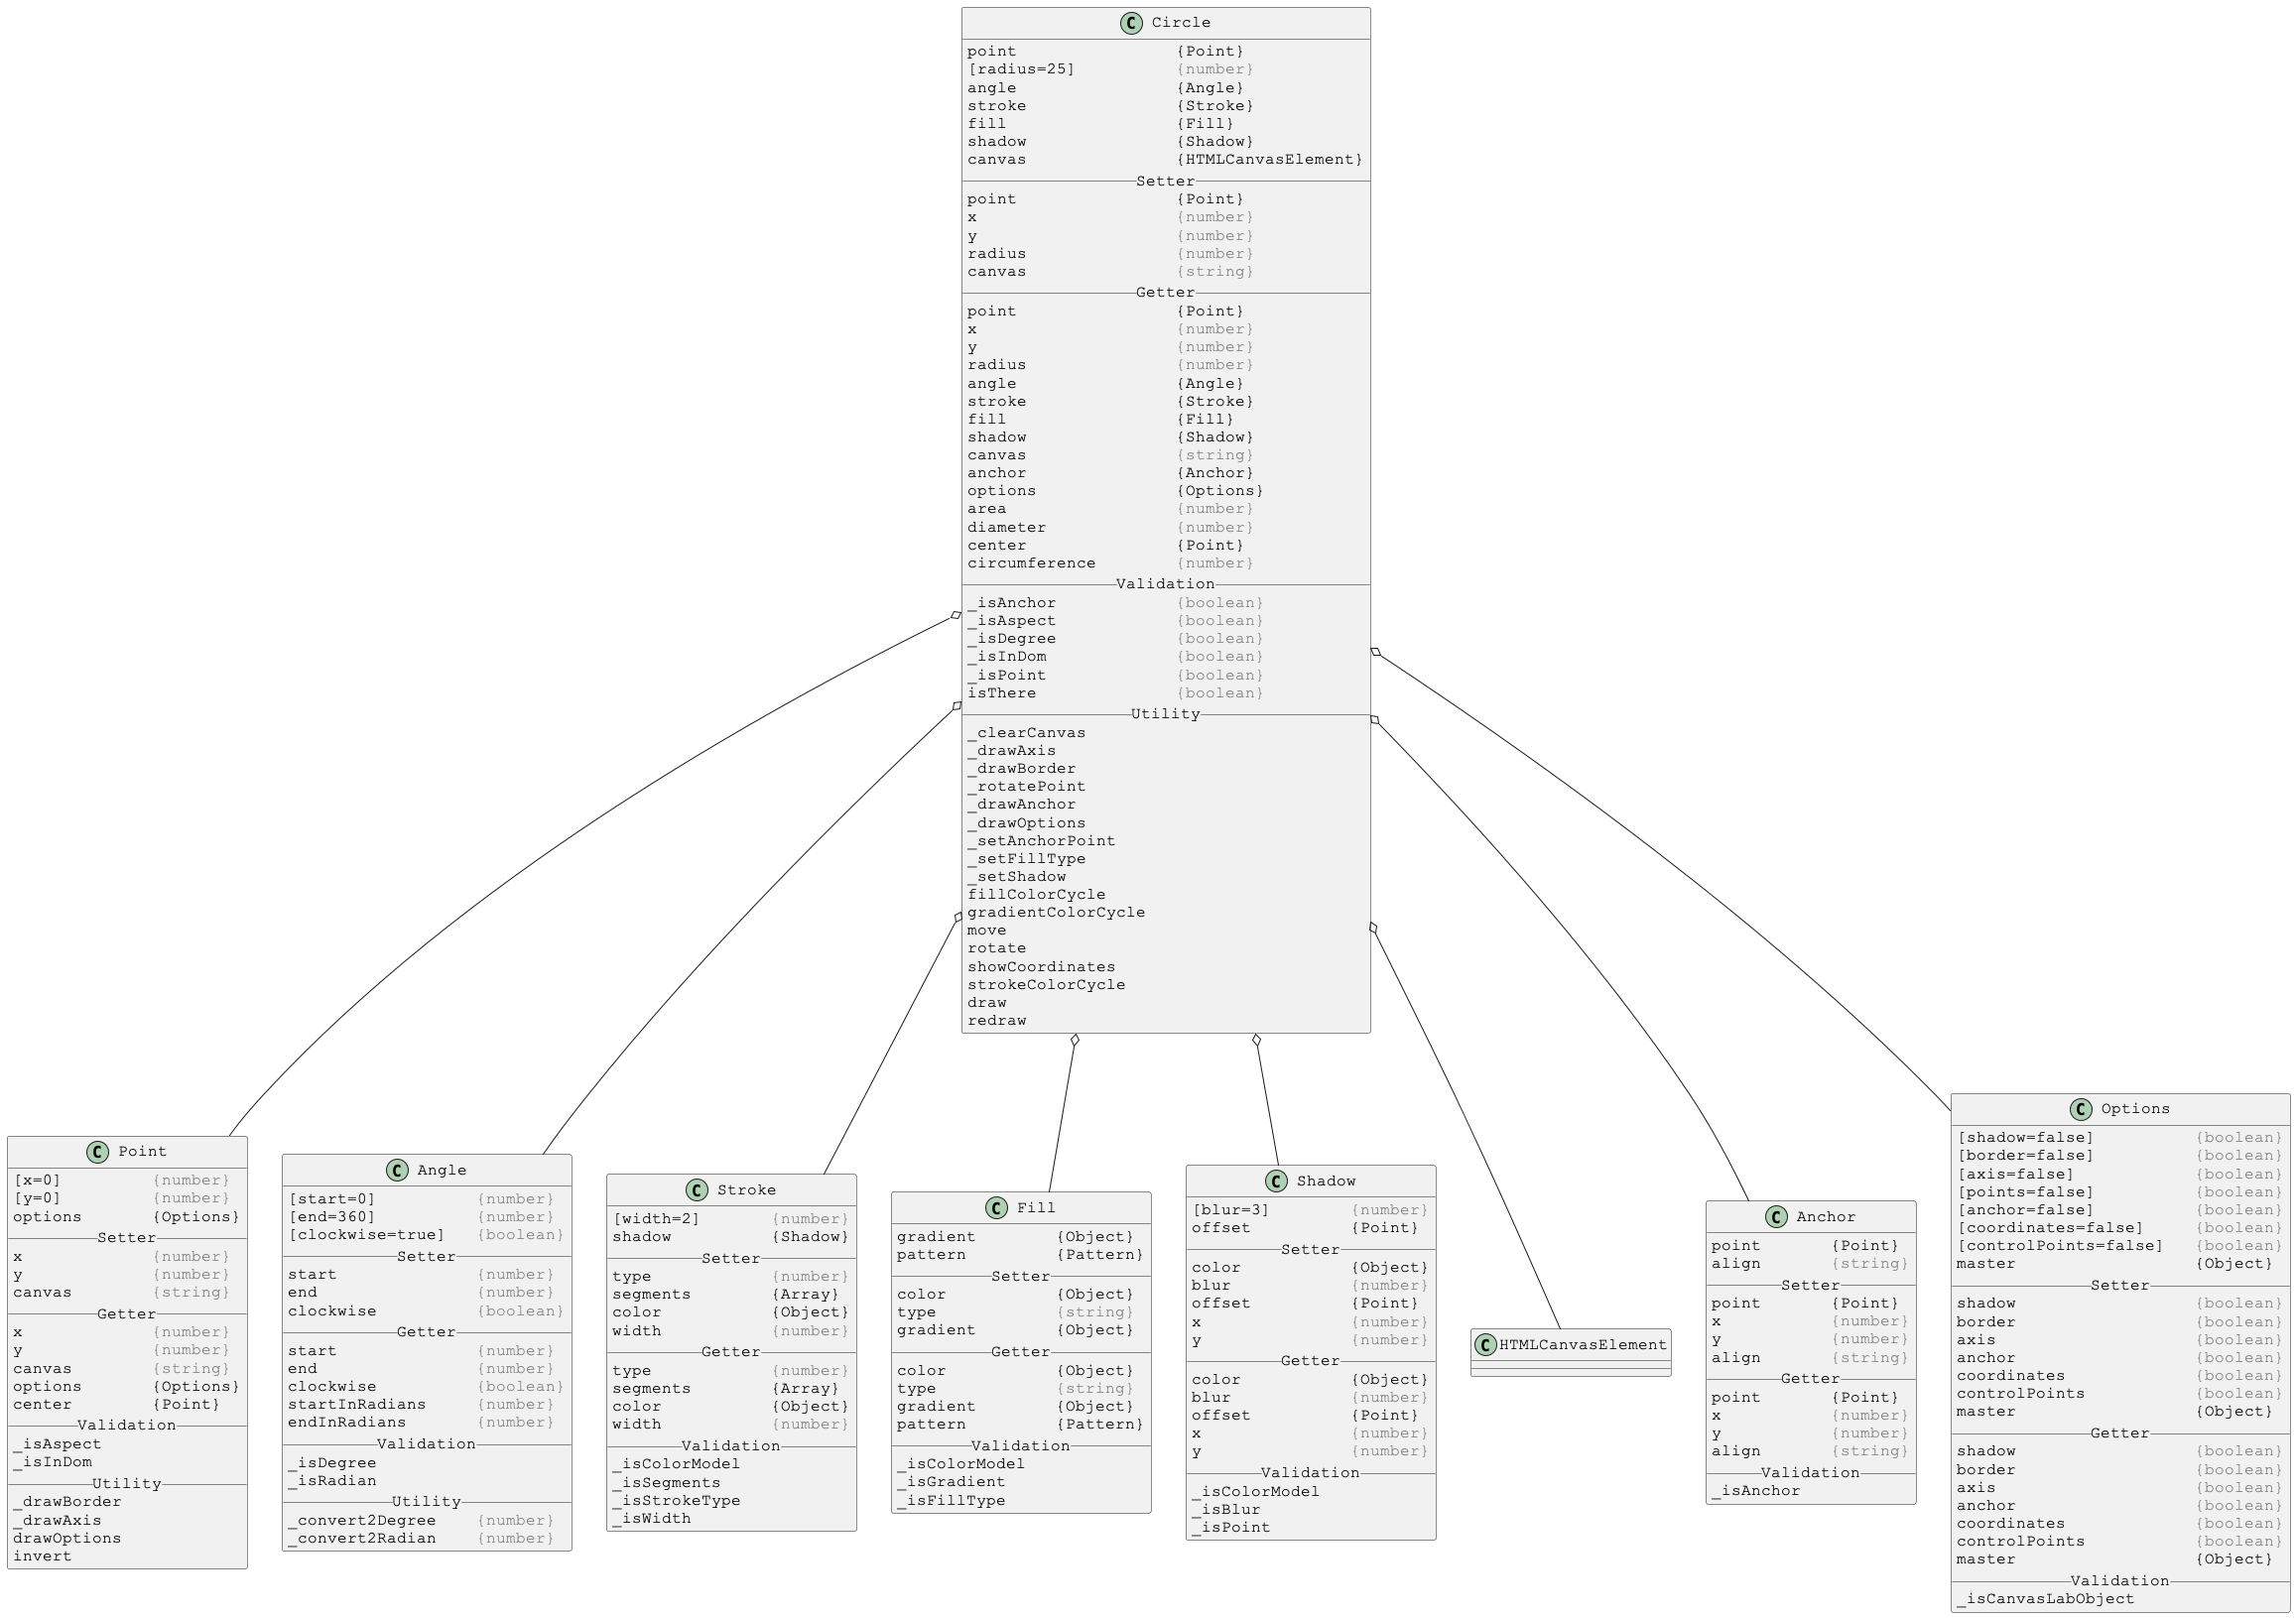 C Circle
point {Point}
[radius=25] {number}
angle {Angle}
stroke {Stroke}
fill {Fill}
shadow {Shadow}
canvas {HTMLCanvasElement}
Setter
point {Point}
x {number}
y {number}
radius {number}
canvas {string}
Getter
point {Point}
x {number}
y {number}
radius {number}
angle {Angle}
stroke {Stroke}
fill {Fill}
shadow {Shadow}
canvas {string}
anchor {Anchor}
options {Options}
area {number}
diameter {number}
center {Point}
circumference {number}
Validation
_isAnchor {boolean}
_isAspect {boolean}
_isDegree {boolean}
_isInDom {boolean}
_isPoint {boolean}
isThere {boolean}
Utility
_clearCanvas
_drawAxis
_drawBorder
_rotatePoint
_drawAnchor
_drawOptions
_setAnchorPoint
_setFillType
_setShadow
fillColorCycle
gradientColorCycle
move
rotate
showCoordinates
strokeColorCycle
draw
redraw
C Point
[x=0] {number}
[y=0] {number}
options {Options}
Setter
x {number}
y {number}
canvas {string}
Getter
x {number}
y {number}
canvas {string}
options {Options}
center {Point}
Validation
_isAspect
_isInDom
Utility
_drawBorder
_drawAxis
drawOptions
invert
C Angle
[start=0] {number}
[end=360] {number}
[clockwise=true] {boolean}
Setter
start {number}
end {number}
clockwise {boolean}
Getter
start {number}
end {number}
clockwise {boolean}
startInRadians {number}
endInRadians {number}
Validation
_isDegree
_isRadian
Utility
_convert2Degree {number}
_convert2Radian {number}
C Stroke
[width=2] {number}
shadow {Shadow}
Setter
type {number}
segments {Array}
color {Object}
width {number}
Getter
type {number}
segments {Array}
color {Object}
width {number}
Validation
_isColorModel
_isSegments
_isStrokeType
_isWidth
C Fill
gradient {Object}
pattern {Pattern}
Setter
color {Object}
type {string}
gradient {Object}
Getter
color {Object}
type {string}
gradient {Object}
pattern {Pattern}
Validation
_isColorModel
_isGradient
_isFillType
C Shadow
[blur=3] {number}
offset {Point}
Setter
color {Object}
blur {number}
offset {Point}
x {number}
y {number}
Getter
color {Object}
blur {number}
offset {Point}
x {number}
y {number}
Validation
_isColorModel
_isBlur
_isPoint
C HTMLCanvasElement
C Anchor
point {Point}
align {string}
Setter
point {Point}
x {number}
y {number}
align {string}
Getter
point {Point}
x {number}
y {number}
align {string}
Validation
_isAnchor
C Options
[shadow=false] {boolean}
[border=false] {boolean}
[axis=false] {boolean}
[points=false] {boolean}
[anchor=false] {boolean}
[coordinates=false] {boolean}
[controlPoints=false] {boolean}
master {Object}
Setter
shadow {boolean}
border {boolean}
axis {boolean}
anchor {boolean}
coordinates {boolean}
controlPoints {boolean}
master {Object}
Getter
shadow {boolean}
border {boolean}
axis {boolean}
anchor {boolean}
coordinates {boolean}
controlPoints {boolean}
master {Object}
Validation
_isCanvasLabObject